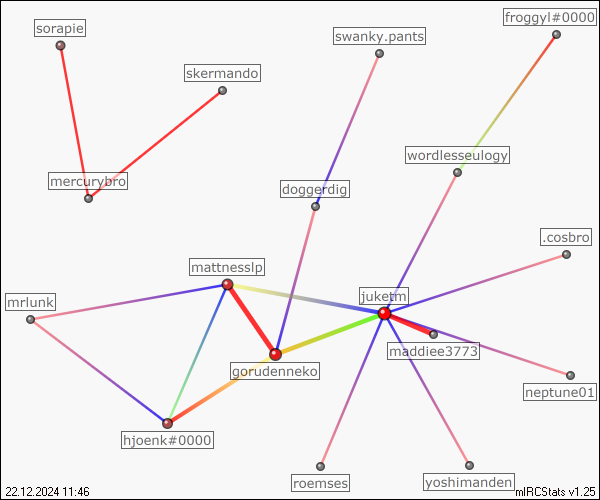 froggyl#0000
sorapie
swanky.pants
skermando
wordlesseulogy
mercurybro
doggerdig
.cosbro
mattnesslp
juketm
mrlunk
maddiee3773
gorudenneko
neptune01
hjoenk#0000
roemses
yoshimanden
22.12.2024 11:46
mIRCStats v1.25